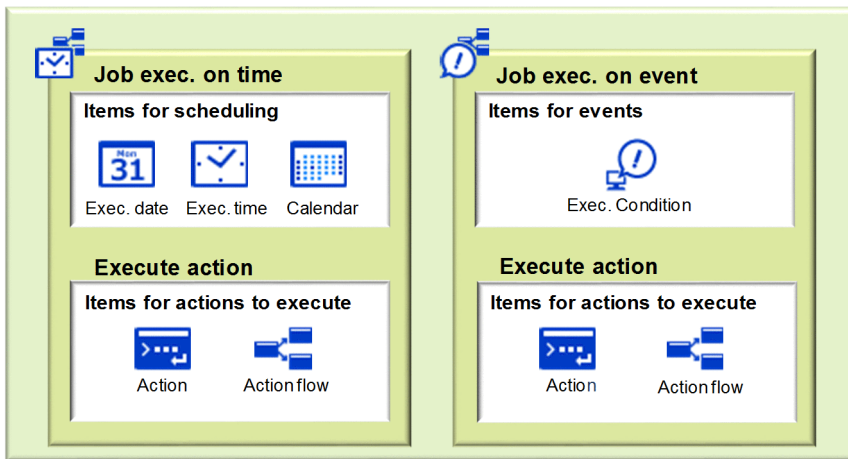 Job exec. on time
Items for scheduling
Mon
31
Exec. date Exec. time Calendar
Execute action
Items for actions to execute
Action Action flow
Job exec. on event
Items for events
Exec. Condition
Execute action
Items for actions to execute
Action Action flow